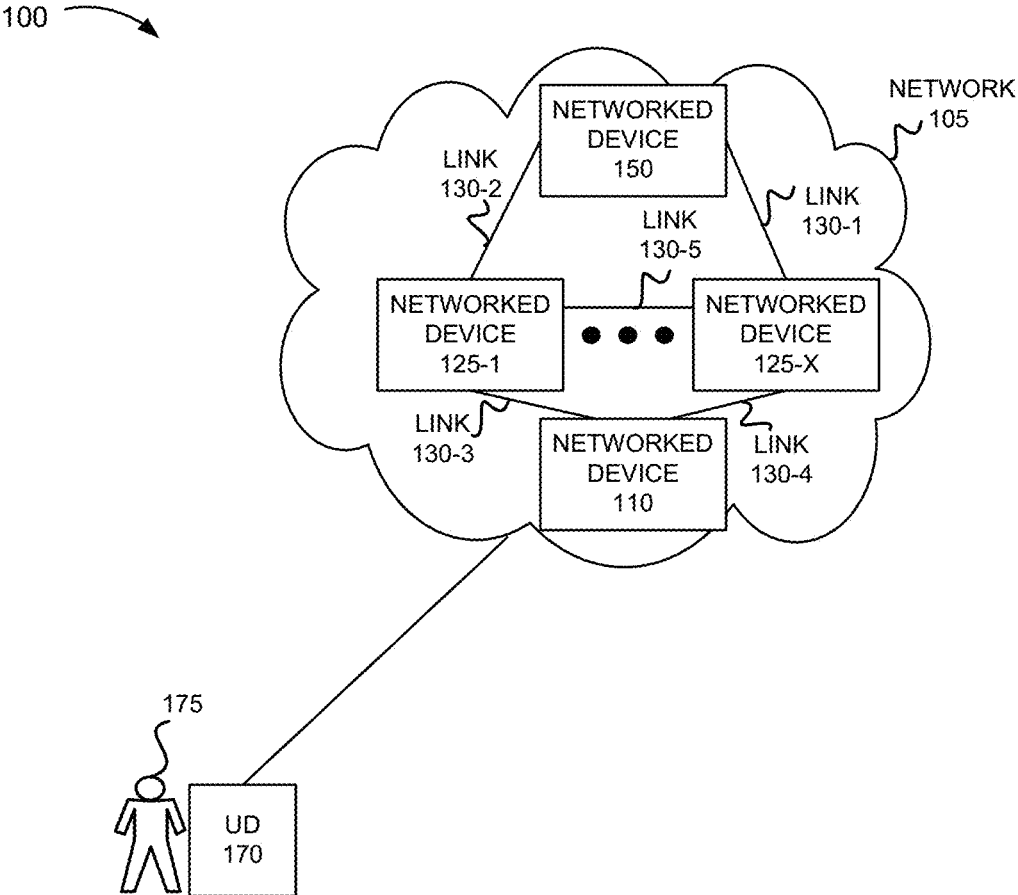 100
NETWORK
105
NETWORKED
DEVICE
150
LINK
130-2
LINK
130-1
LINK
130-5
NETWORKED
DEVICE
125-1
NETWORKED
DEVICE
125-X
LINK
130-3
LINK
130-4
NETWORKED
DEVICE
110
175
UD
170